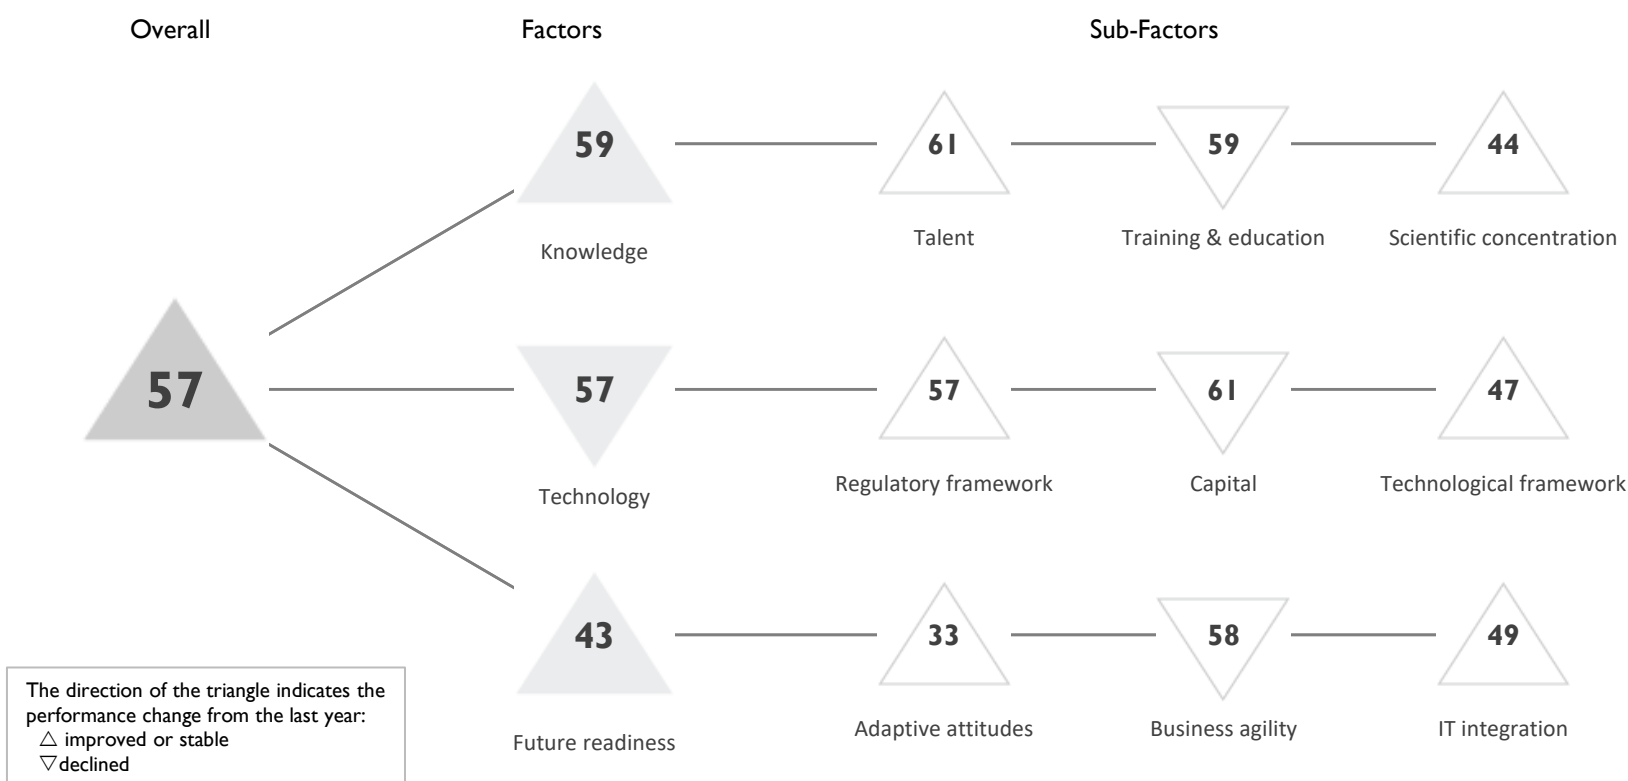 Overall
Factors
Sub-Factors
59
61
59
44
Knowledge
Talent
Training & education
Scientific concentration
57
57
57
61
47
Technology
Regulatory framework
Capital
Technological framework
43
33
58
49
Future readiness
Adaptive attitudes
Business agility
IT integration
The direction of the triangle indicates the
performance change from the last year:
△ improved or stable
▽declined